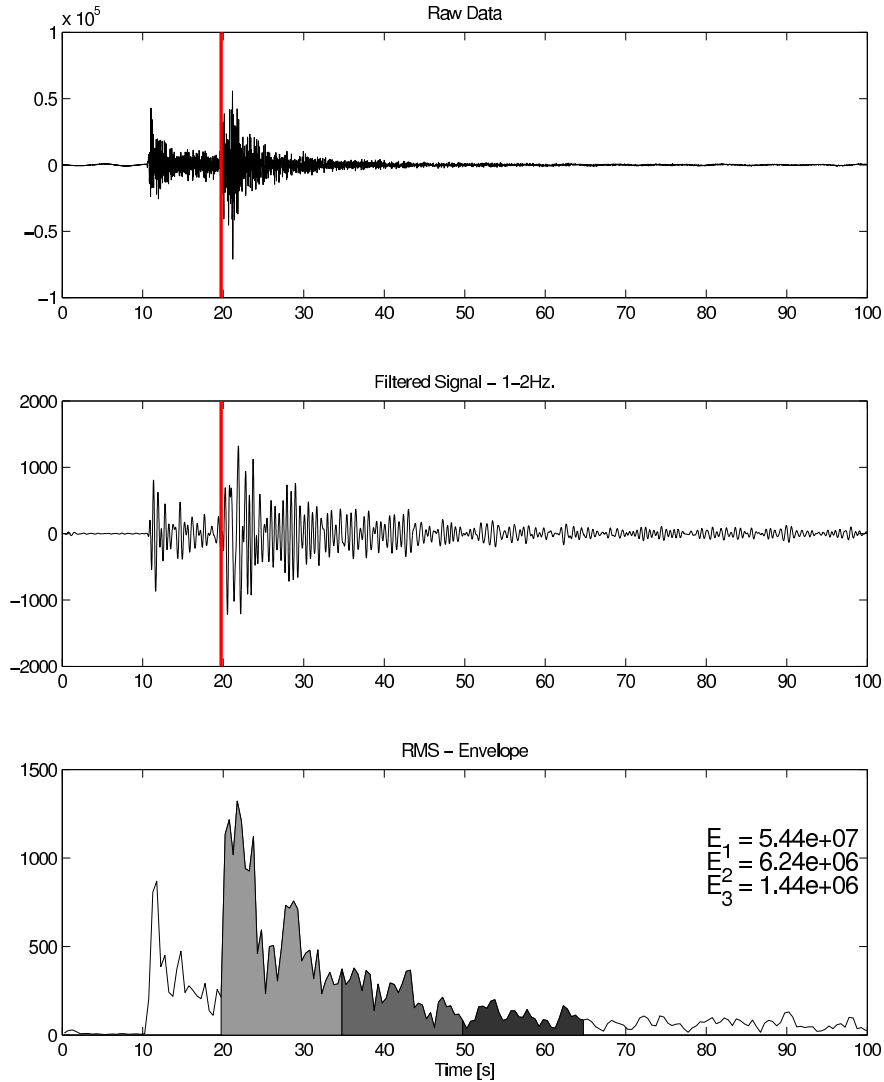 Raw Data
x 10^5
1
0.5
0
−0.5
−1
0 10 20 30 40 50 60 70 80 90 100
Filtered Signal − 1−2Hz.
2000
1000
0
−1000
−2000
0 10 20 30 40 50 60 70 80 90 100
RMS − Envelope
1500
1000
500
0
E_1 = 5.44e+07
E_2 = 6.24e+06
E_3 = 1.44e+06
0 10 20 30 40 50 60 70 80 90 100
Time [s]